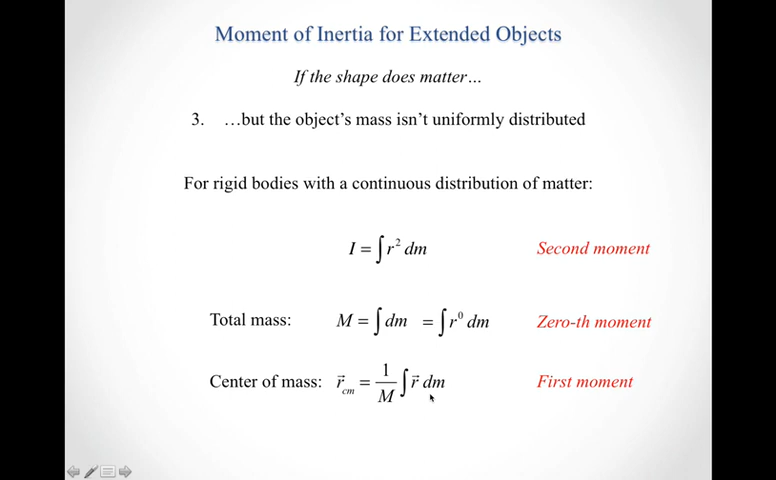 Moment of Inertia for Extended Objects
If the shape does matter…
3. …but the object's mass isn't uniformly distributed
For rigid bodies with a continuous distribution of matter:
I = ∫ r² dm Second moment
Total mass: M = ∫ dm = ∫ r⁰ dm Zero-th moment
Center of mass: r⃗cm = 1/M ∫ r⃗ dm First moment